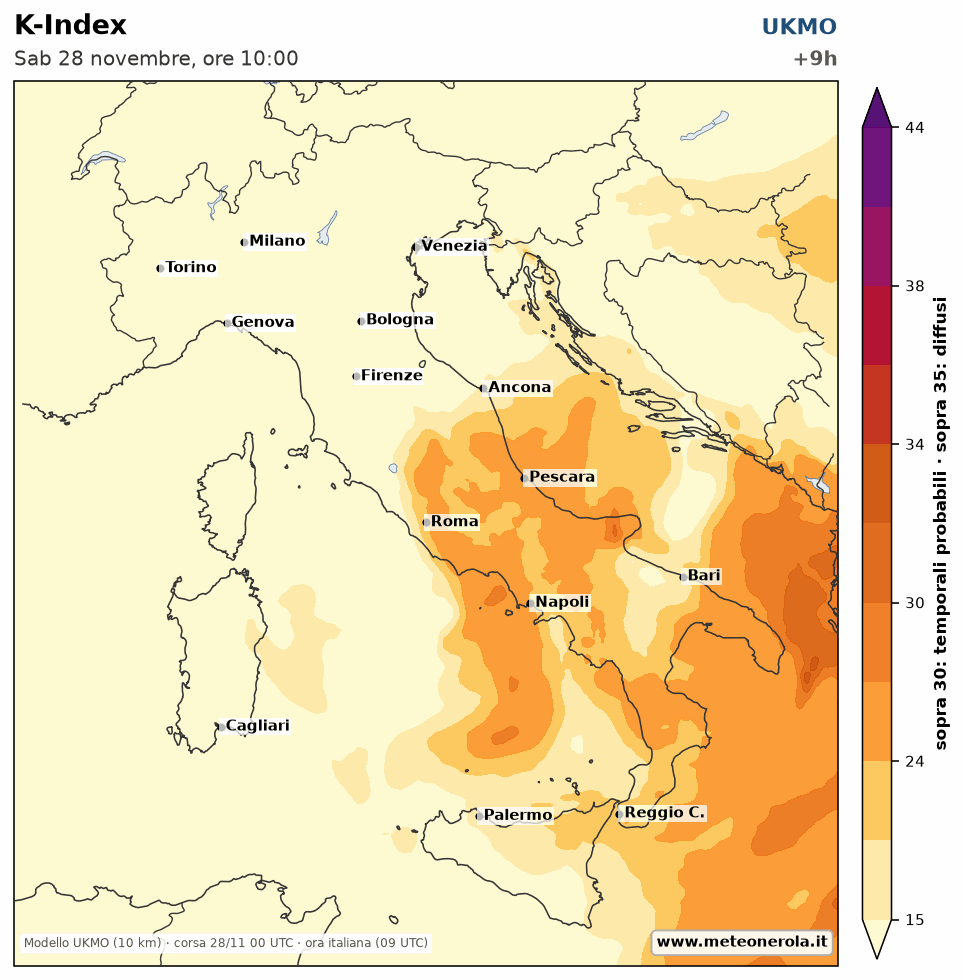 K-Index
UKMO
Sab 28 novembre, ore 10:00
+9h
Milano
Venezia
Torino
Genova
Bologna
Firenze
Ancona
Pescara
Roma
Bari
Napoli
Cagliari
Palermo
Reggio C.
44
38
34
30
24
15
sopra 30: temporali probabili · sopra 35: diffusi
Modello UKMO (10 km) · corsa 28/11 00 UTC · ora italiana (09 UTC)
www.meteonerola.it